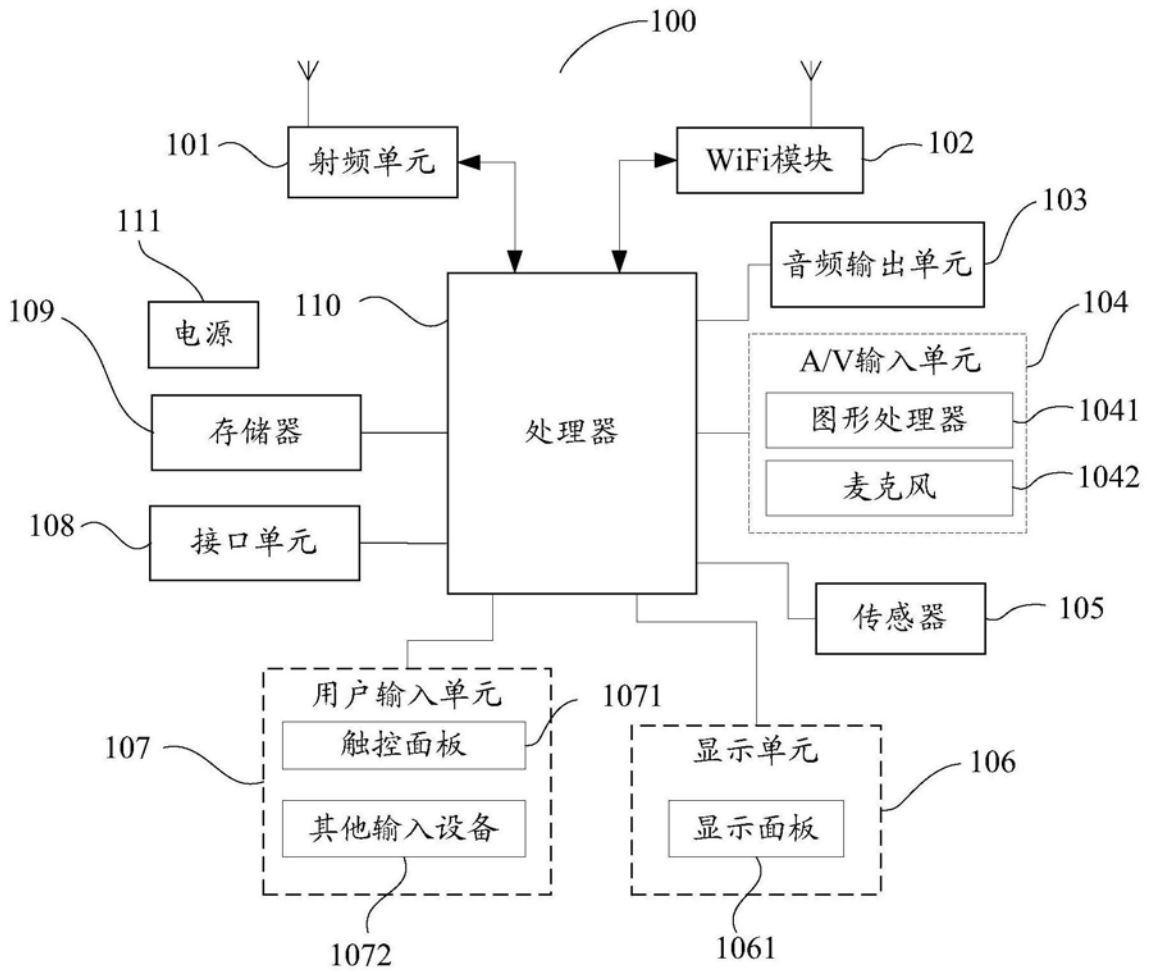 100
101
射频单元
WiFi模块
102
111
电源
110
103
音频输出单元
109
存储器
处理器
104
A/V输入单元
图形处理器
1041
麦克风
1042
108
接口单元
传感器
105
用户输入单元
1071
107
触控面板
其他输入设备
1072
显示单元
106
显示面板
1061